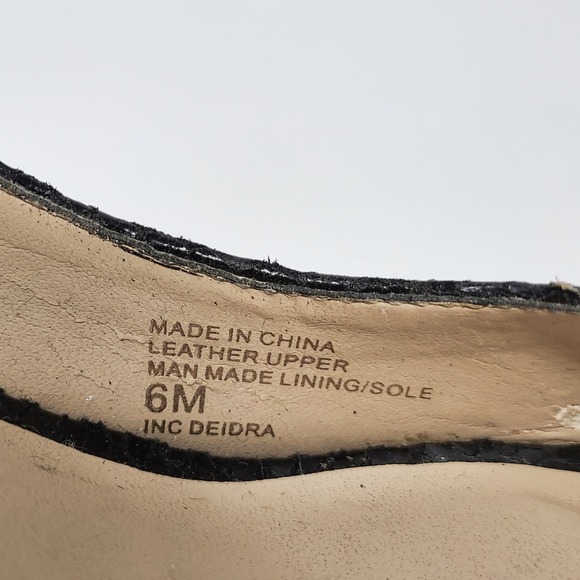 MADE IN CHINA
LEATHER UPPER
MAN MADE LINING/SOLE
6M
INC DEIDRA